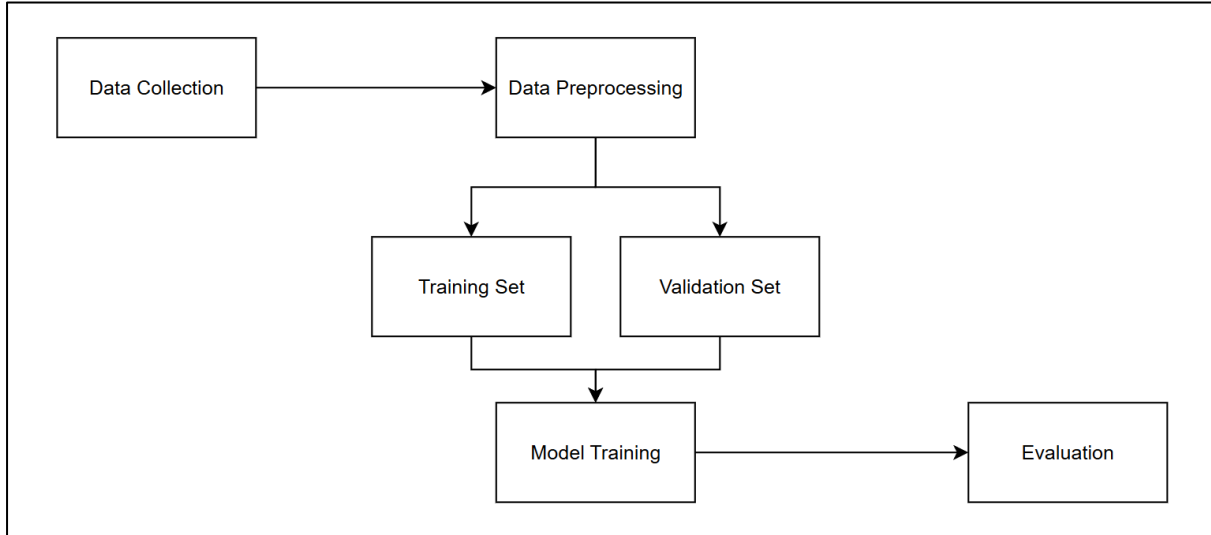 Data Collection
Data Preprocessing
Training Set
Validation Set
Model Training
Evaluation